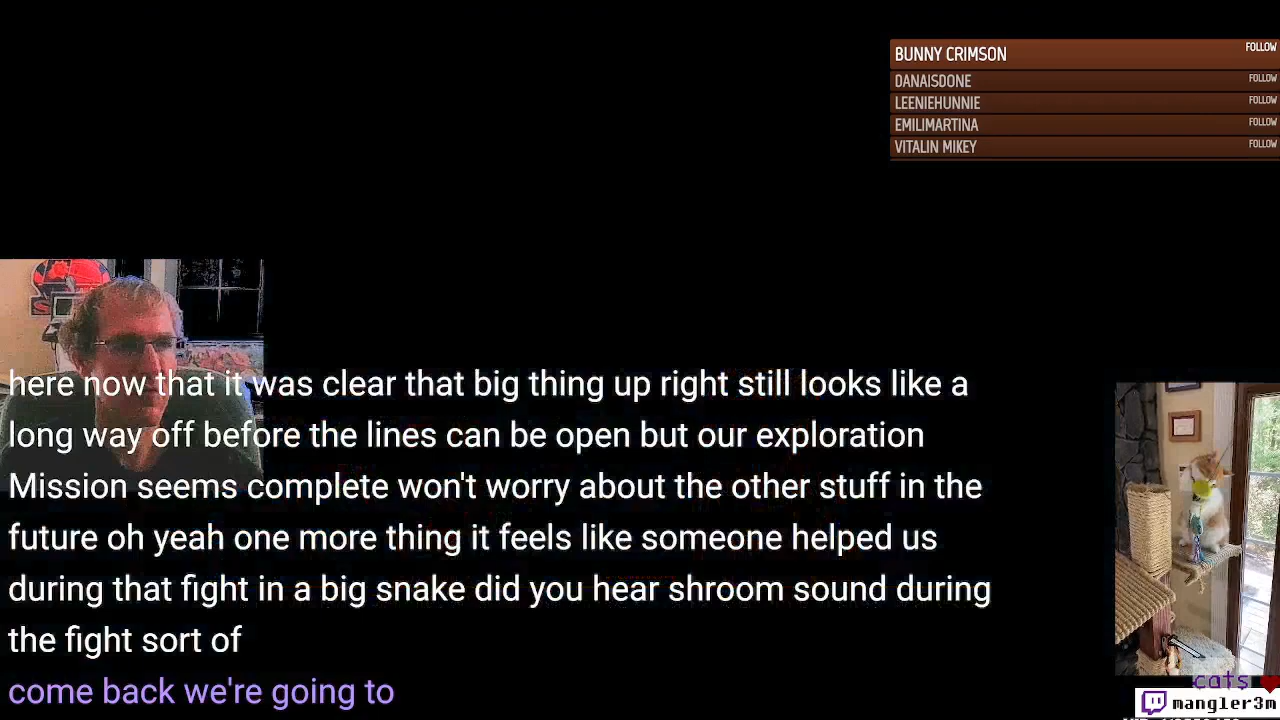 BUNNY CRIMSON FOLLOW
DANAISDONE FOLLOW
LEENIEHUNNIE FOLLOW
EMILIMARTINA FOLLOW
VITALIN MIKEY FOLLOW
here now that it was clear that big thing up right still looks like a
long way off before the lines can be open but our exploration
Mission seems complete won't worry about the other stuff in the
future oh yeah one more thing it feels like someone helped us
during that fight in a big snake did you hear shroom sound during
the fight sort of
come back we're going to
cats
mangler3m